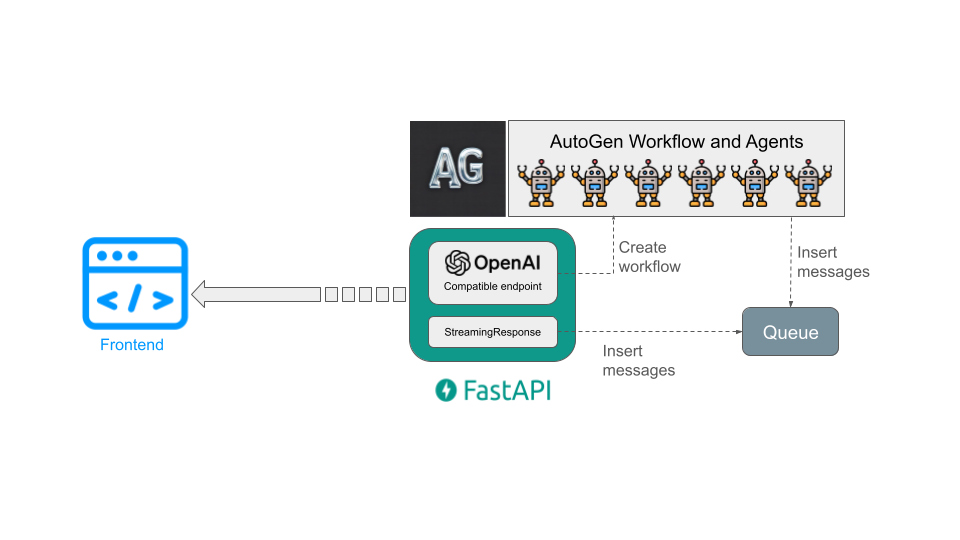 AG
AutoGen Workflow and Agents
OpenAI
Compatible endpoint
Create
workflow
Insert
messages
</>
Frontend
StreamingResponse
Insert
messages
Queue
FastAPI